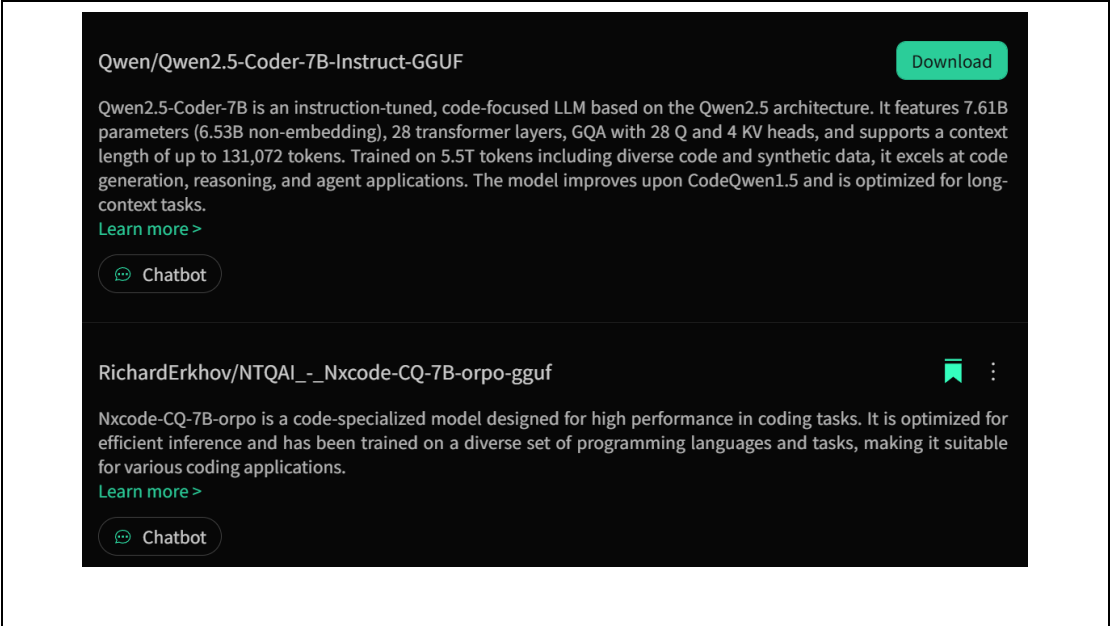 Qwen/Qwen2.5-Coder-7B-Instruct-GGUF
Download
Qwen2.5-Coder-7B is an instruction-tuned, code-focused LLM based on the Qwen2.5 architecture. It features 7.61B
parameters (6.53B non-embedding), 28 transformer layers, GQA with 28 Q and 4 KV heads, and supports a context
length of up to 131,072 tokens. Trained on 5.5T tokens including diverse code and synthetic data, it excels at code
generation, reasoning, and agent applications. The model improves upon CodeQwen1.5 and is optimized for long-
context tasks.
Learn more >
Chatbot
RichardErkhov/NTQAI_-_Nxcode-CQ-7B-orpo-gguf
Nxcode-CQ-7B-orpo is a code-specialized model designed for high performance in coding tasks. It is optimized for
efficient inference and has been trained on a diverse set of programming languages and tasks, making it suitable
for various coding applications.
Learn more >
Chatbot